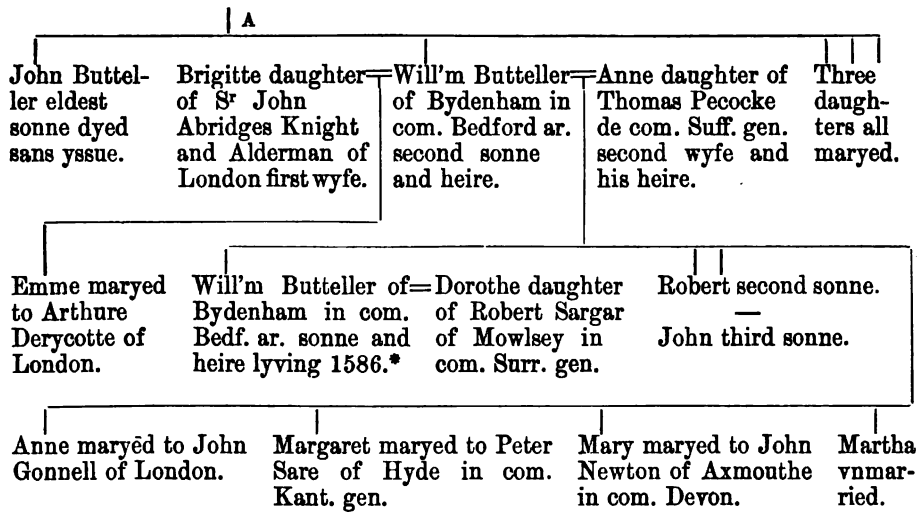 A
John Buttel-
ler eldest
sonne dyed
sans yssue.
Brigitte daughter
of Sr John
Abridges Knight
and Alderman of
London first wyfe.
Will'm Butteller
of Bydenham in
com. Bedford ar.
second sonne
and heire.
Anne daughter of
Thomas Pecocke
de com. Suff. gen.
second wyfe and
his heire.
Three
daugh-
ters all
maryed.
Emme maryed
to Arthure
Derycotte of
London.
Will'm Butteller of
Bydenham in com.
Bedf. ar. sonne and
heire lyving 1586.*
Dorothe daughter
of Robert Sargar
of Mowlsey in
com. Surr. gen.
Robert second sonne.
—
John third sonne.
Anne maryēd to John
Gonnell of London.
Margaret maryed to Peter
Sare of Hyde in com.
Kant. gen.
Mary maryed to John
Newton of Axmouthe
in com. Devon.
Martha
vnmar-
ried.